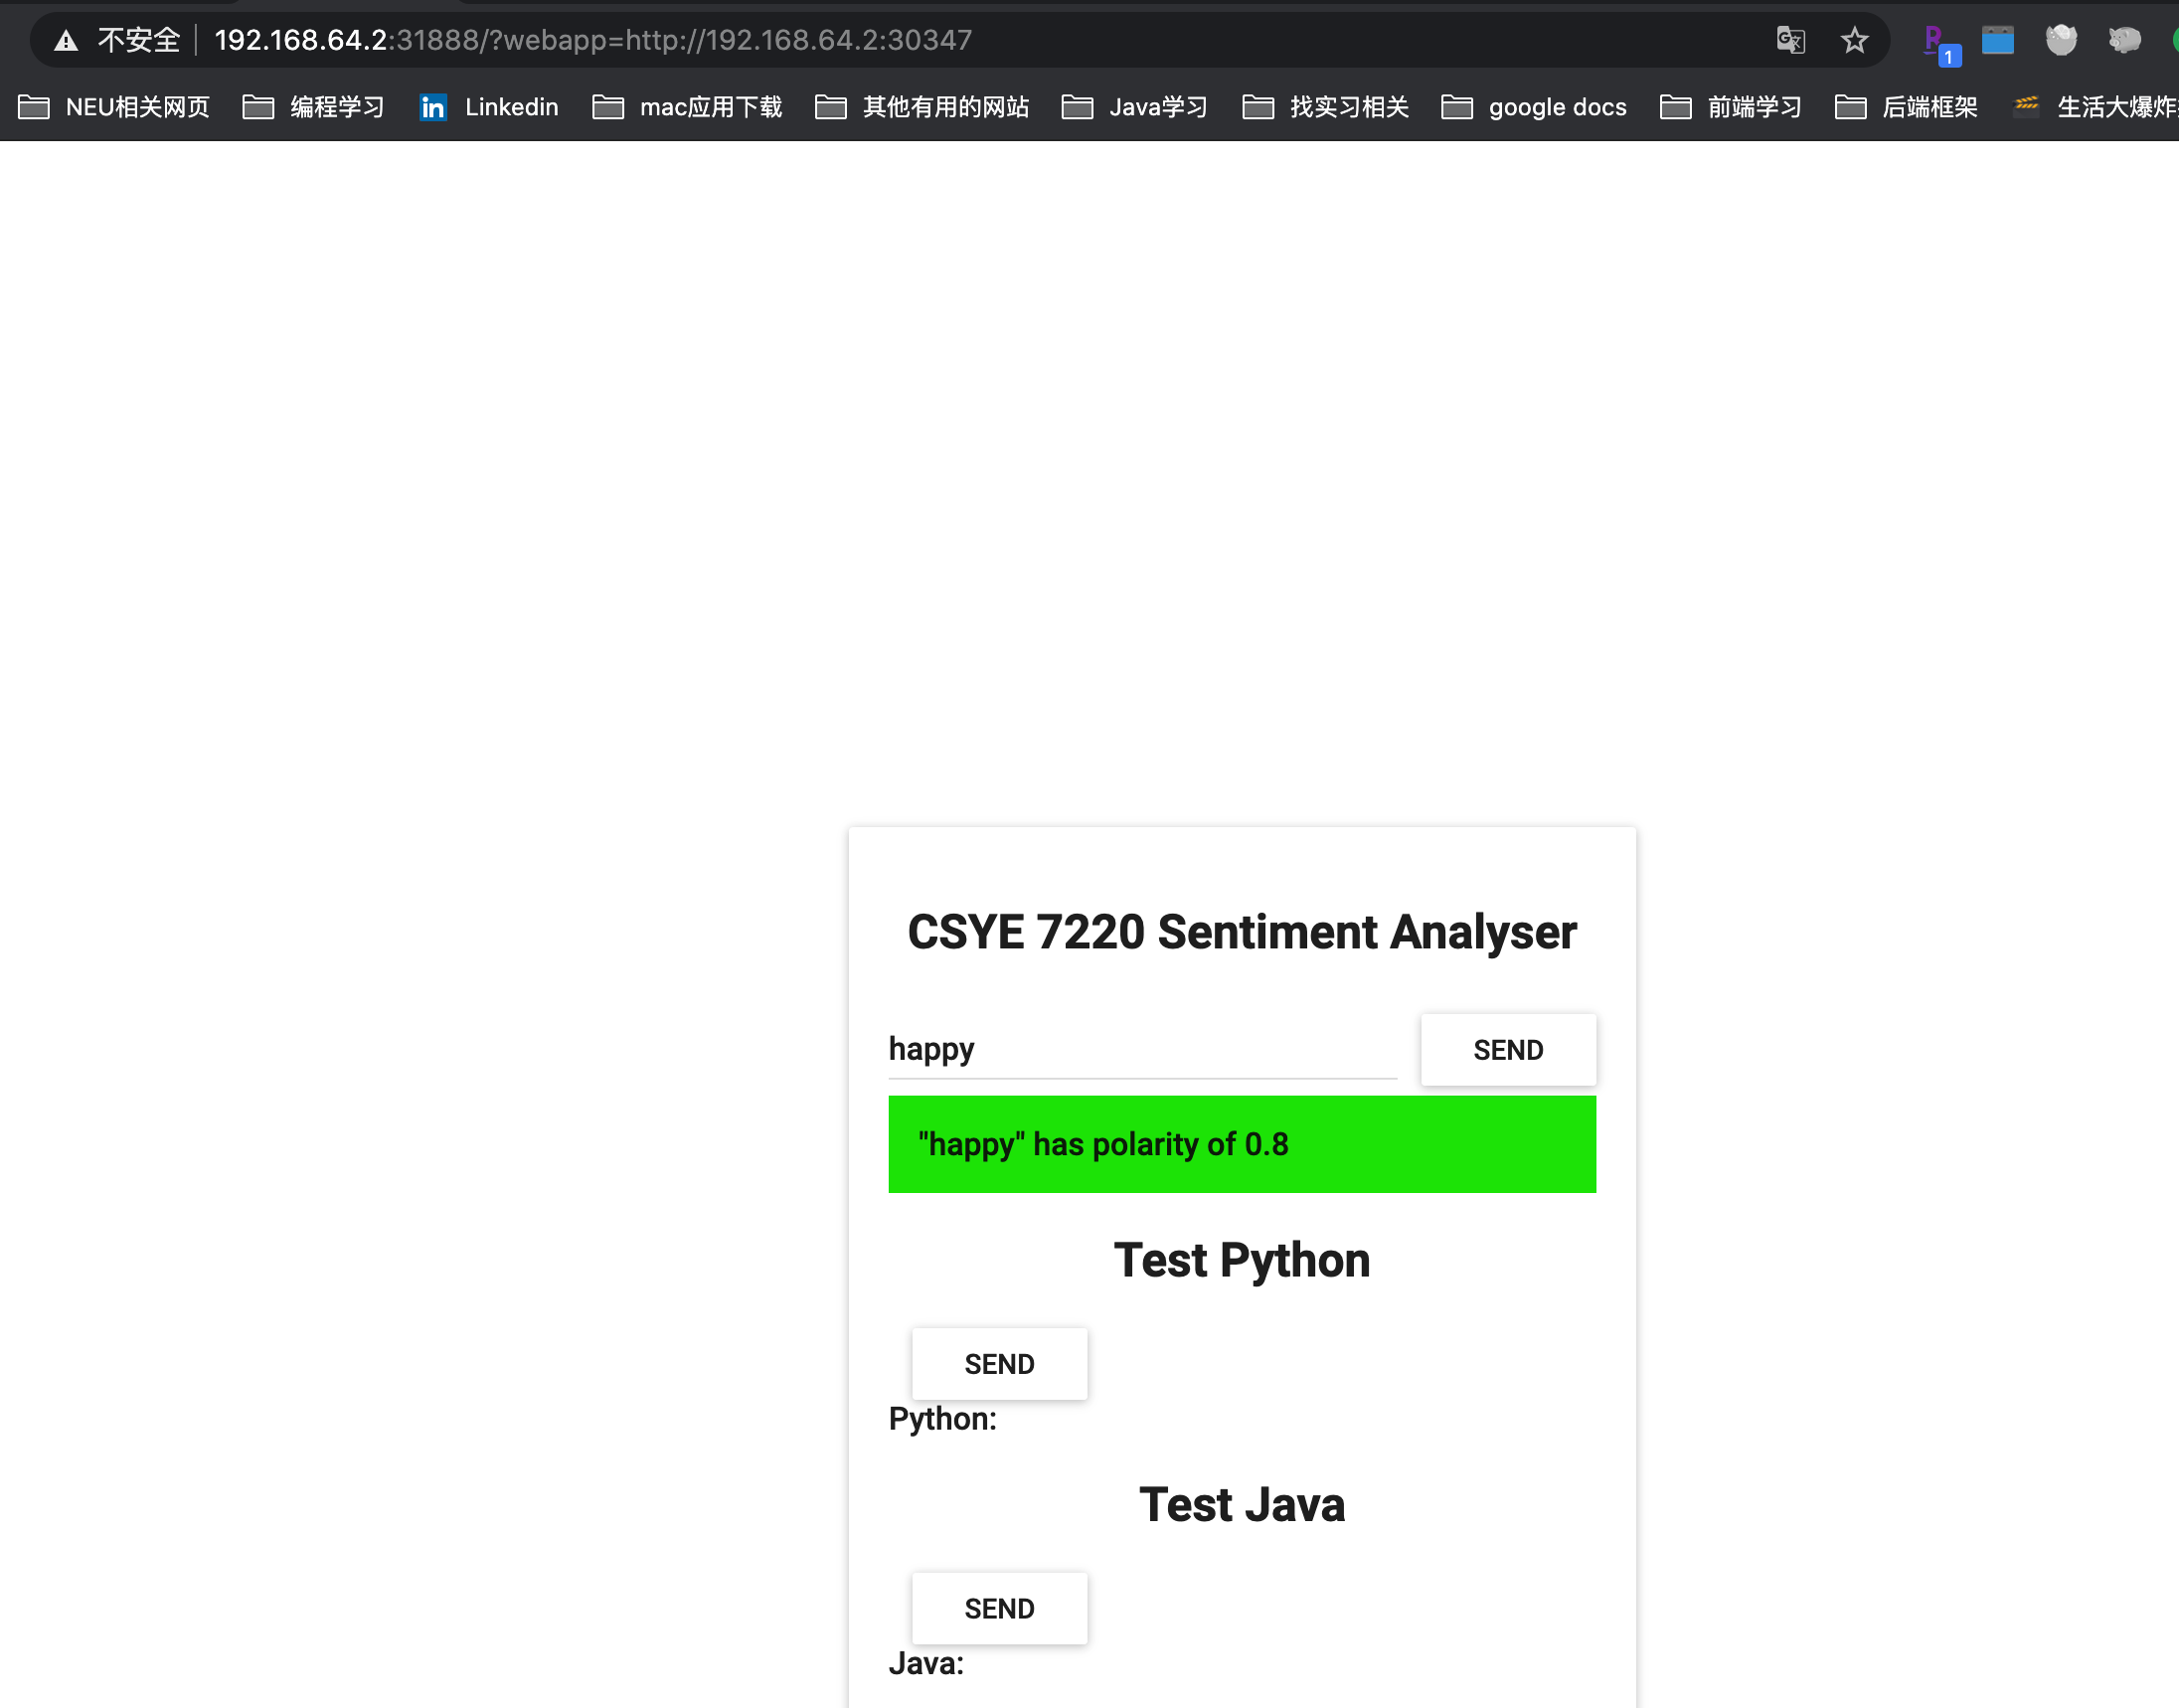 不安全 192.168.64.2:31888/?webapp=http://192.168.64.2:30347
1
NEU相关网页 编程学习 in Linkedin mac应用下载 其他有用的网站 Java学习 找实习相关 google docs 前端学习 后端框架 生活大爆炸
CSYE 7220 Sentiment Analyser
happy SEND
"happy" has polarity of 0.8
Test Python
SEND
Python:
Test Java
SEND
Java: